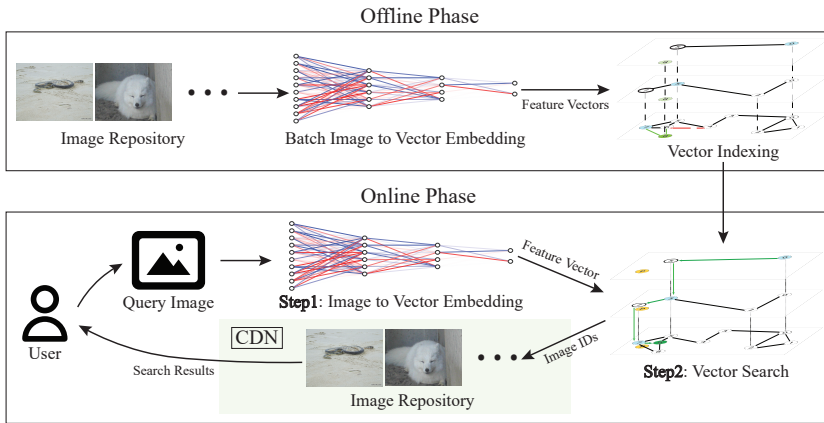 Offline Phase
Image Repository
Batch Image to Vector Embedding
Feature Vectors
Vector Indexing
Online Phase
User
Query Image
Step1: Image to Vector Embedding
Feature Vector
Step2: Vector Search
Image IDs
CDN
Image Repository
Search Results